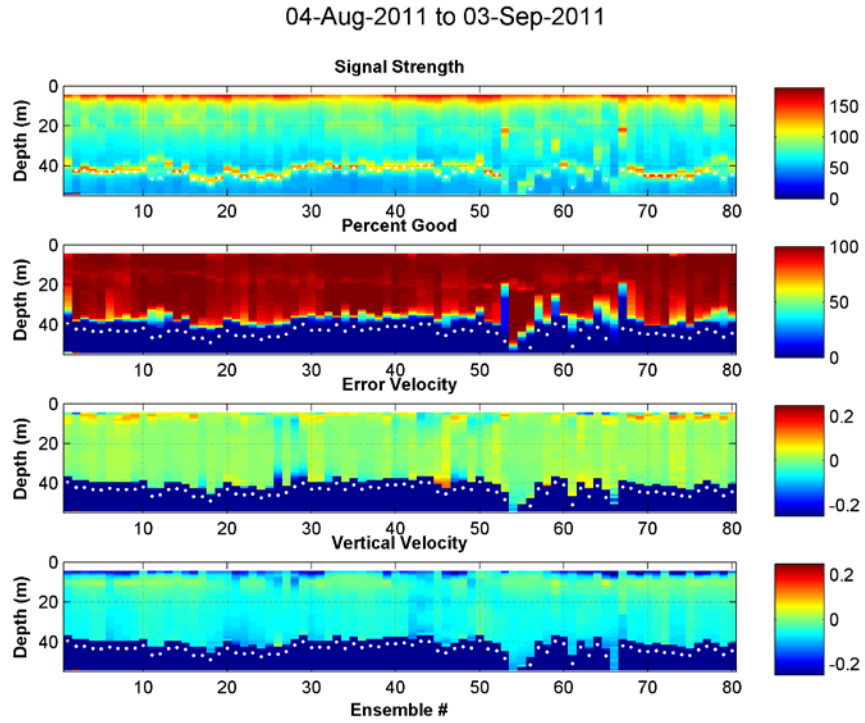 04-Aug-2011 to 03-Sep-2011
Signal Strength
Depth (m)
0
20
40
10 20 30 40 50 60 70 80
150
100
50
0
Percent Good
Depth (m)
0
20
40
10 20 30 40 50 60 70 80
100
50
0
Error Velocity
Depth (m)
0
20
40
10 20 30 40 50 60 70 80
0.2
0
-0.2
Vertical Velocity
Depth (m)
0
20
40
10 20 30 40 50 60 70 80
0.2
0
-0.2
Ensemble #